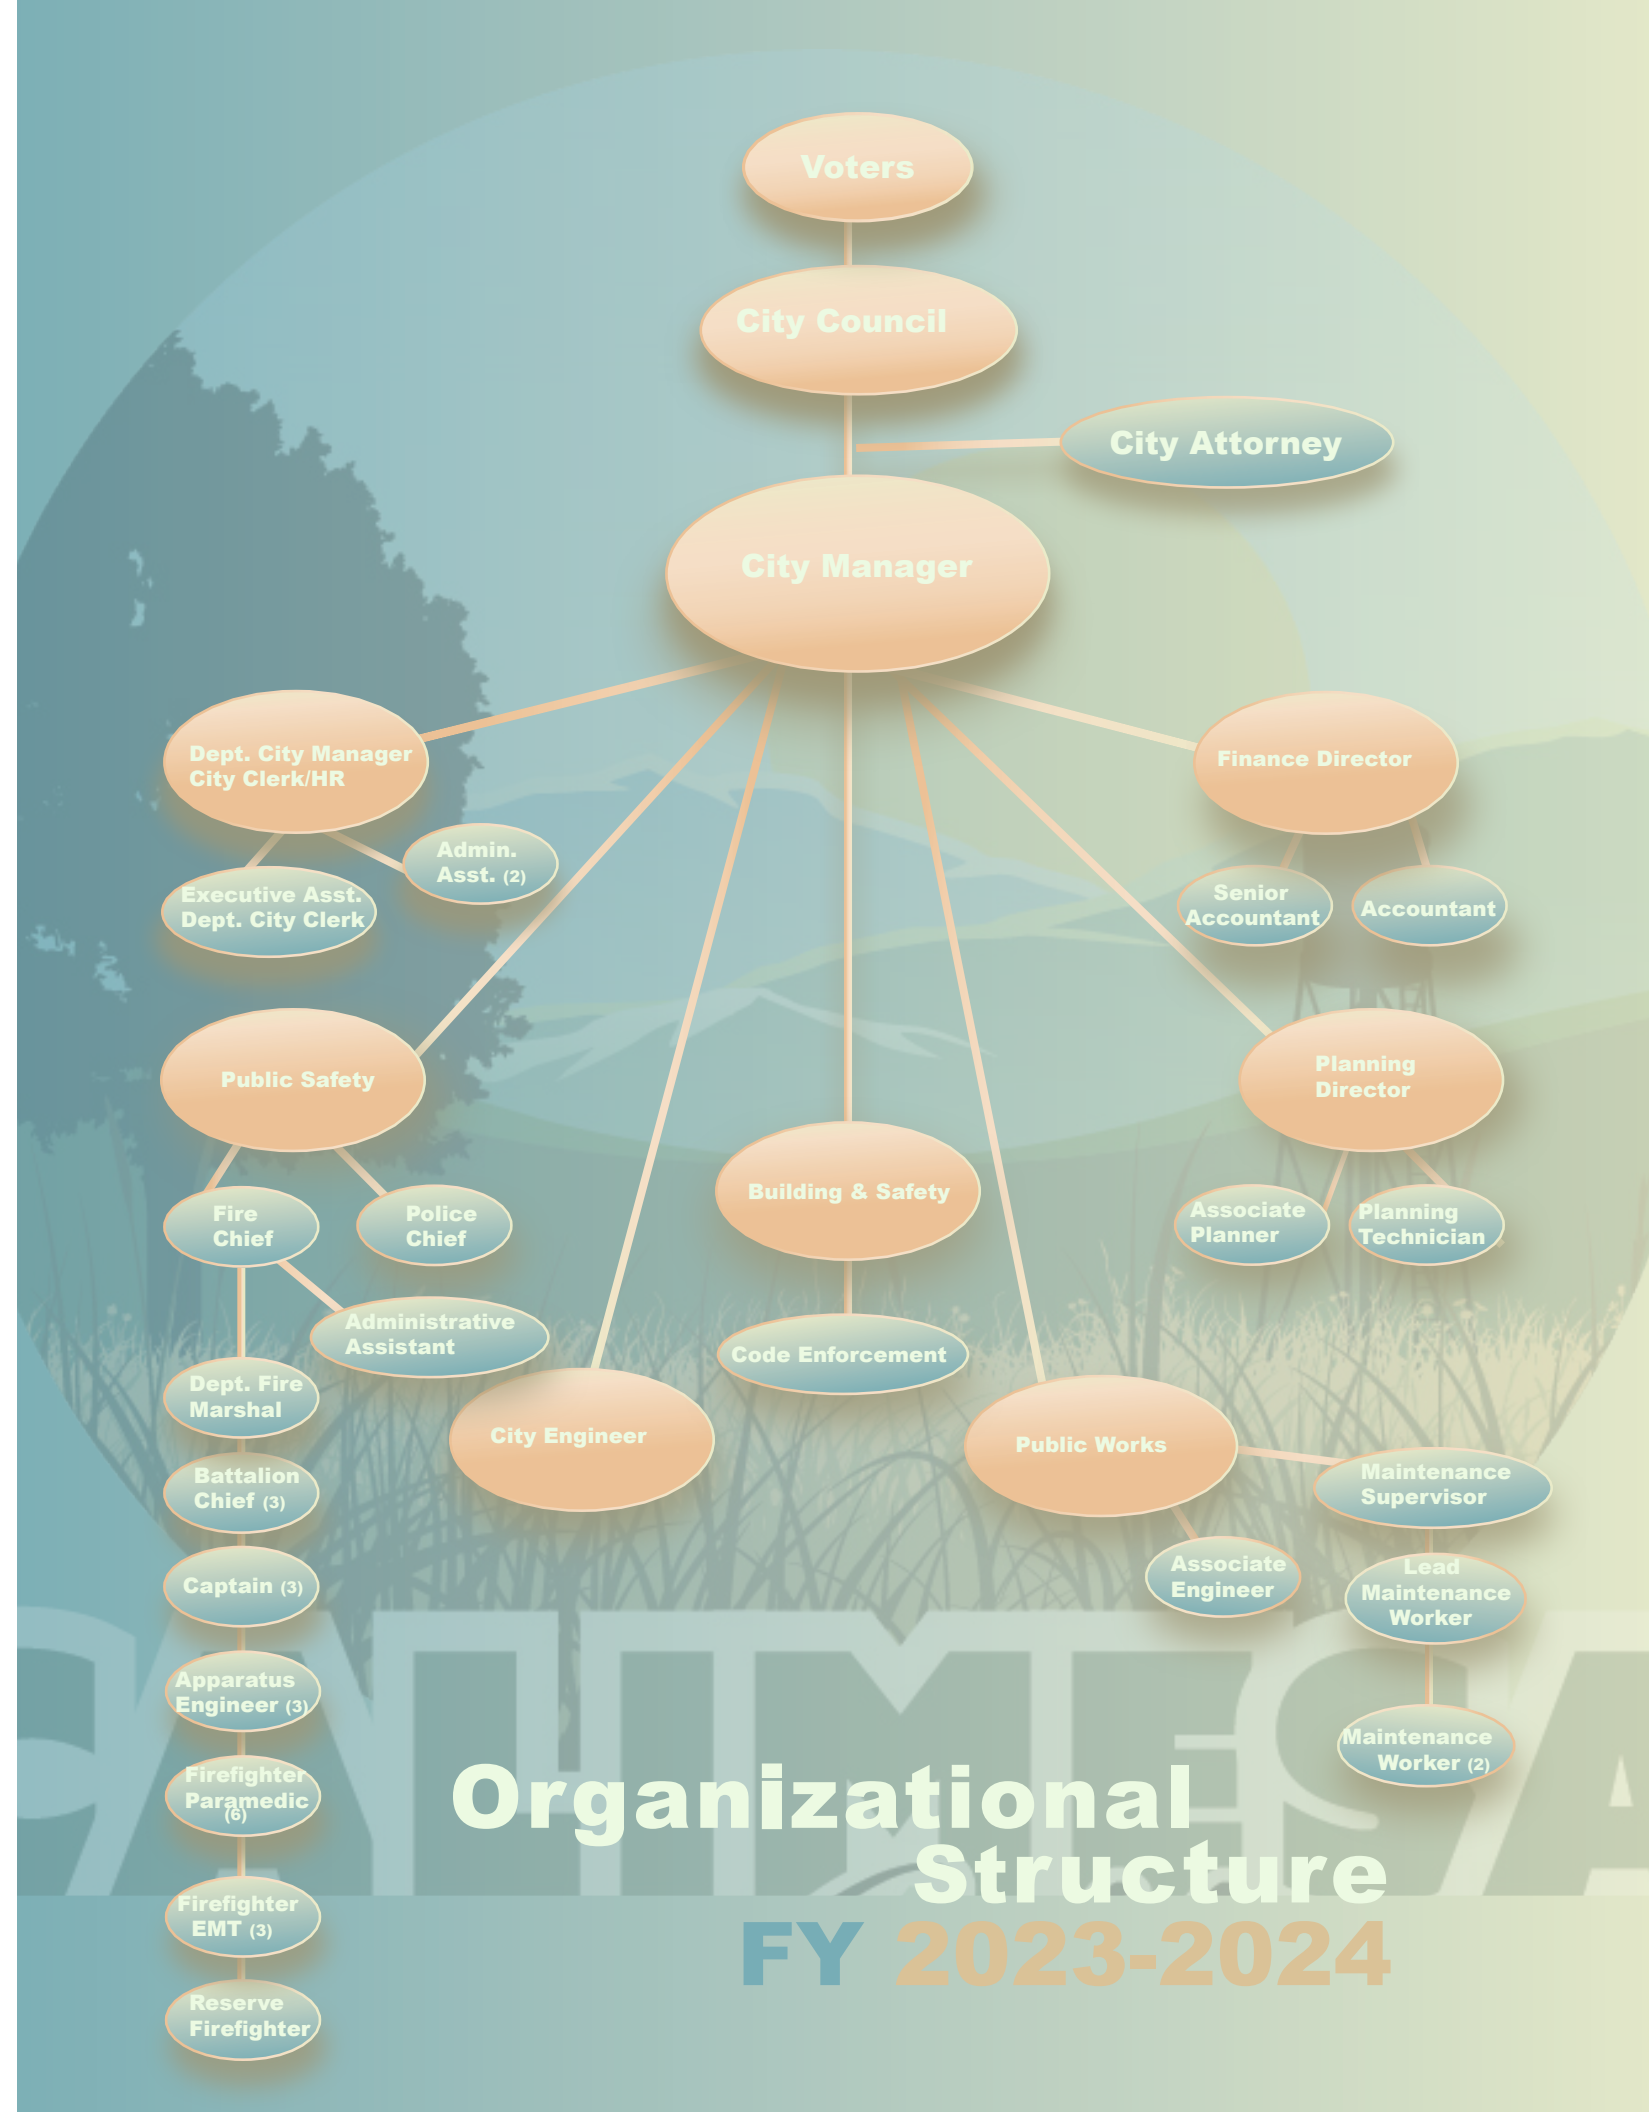 Voters
City Council
City Attorney
City Manager
Dept. City Manager
City Clerk/HR
Finance Director
Admin.
Asst. (2)
Executive Asst.
Dept. City Clerk
Senior
Accountant
Accountant
Public Safety
Planning
Director
Building & Safety
Fire
Chief
Police
Chief
Associate
Planner
Planning
Technician
Administrative
Assistant
Code Enforcement
Dept. Fire
Marshal
City Engineer
Public Works
Battalion
Chief (3)
Maintenance
Supervisor
Captain (3)
Associate
Engineer
Lead
Maintenance
Worker
Apparatus
Engineer (3)
Maintenance
Worker (2)
Firefighter
Paramedic
(6)
Firefighter
EMT (3)
Reserve
Firefighter
CALIMESA
Organizational
Structure
FY 2023-2024